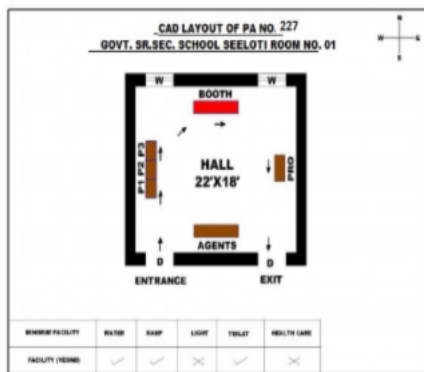 CAD LAYOUT OF PA NO. 227
GOVT. SR.SEC. SCHOOL SEELOTI ROOM NO. 01
N
W E
S
W W
BOOTH
P1 P2 P3
HALL
22'X18'
PRO
AGENTS
D D
ENTRANCE EXIT
MINIMUM FACILITY WATER RAMP LIGHT TOILET HEALTH CARE
FACILITY (YES/NO) ✓ ✓ ✕ ✓ ✕